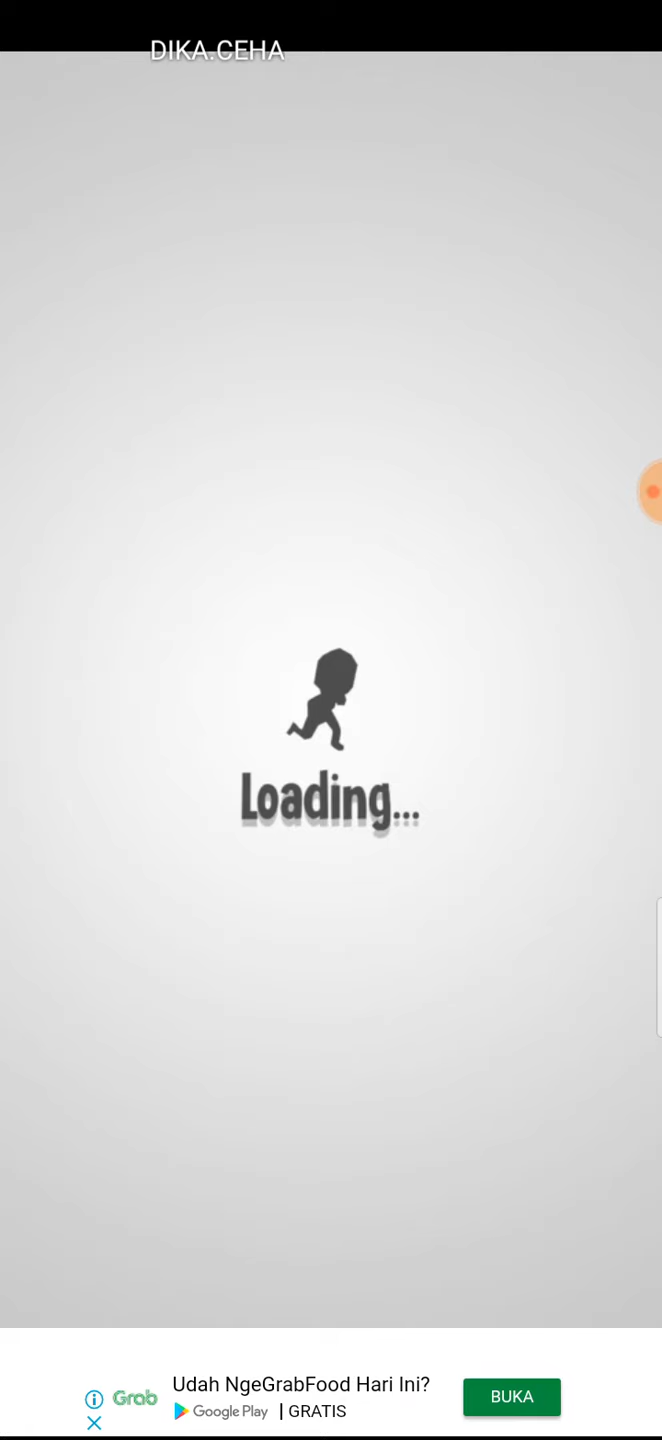 DIKA.CEHA
Loading...
Udah NgeGrabFood Hari Ini?
Grab
Google Play | GRATIS
BUKA